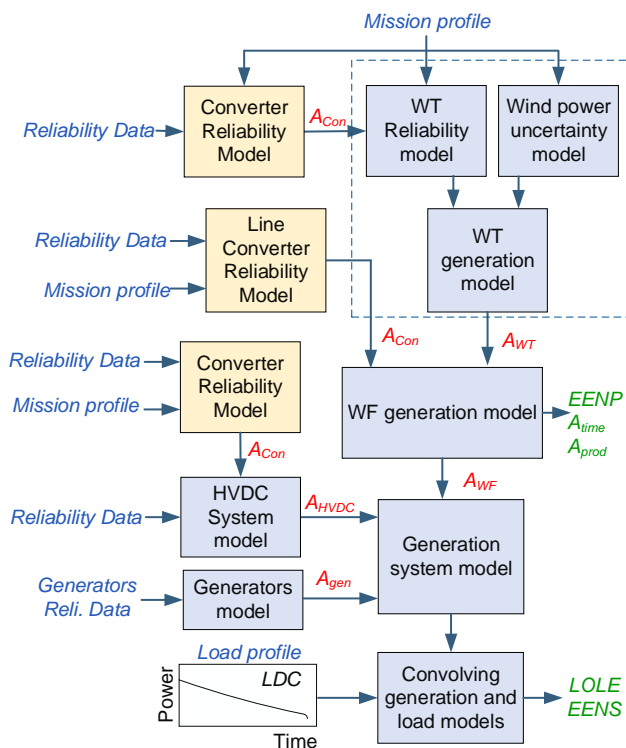 Mission profile
Reliability Data
Converter
Reliability
Model
A_Con
WT
Reliability
model
Wind power
uncertainty
model
Reliability Data
Mission profile
Line
Converter
Reliability
Model
WT
generation
model
A_Con
A_WT
Reliability Data
Mission profile
Converter
Reliability
Model
A_Con
WF generation model
EENP
A_time
A_prod
A_WF
Reliability Data
HVDC
System
model
A_HVDC
Generation
system model
Generators
Reli. Data
Generators
model
A_gen
Load profile
Power
LDC
Time
Convolving
generation and
load models
LOLE
EENS